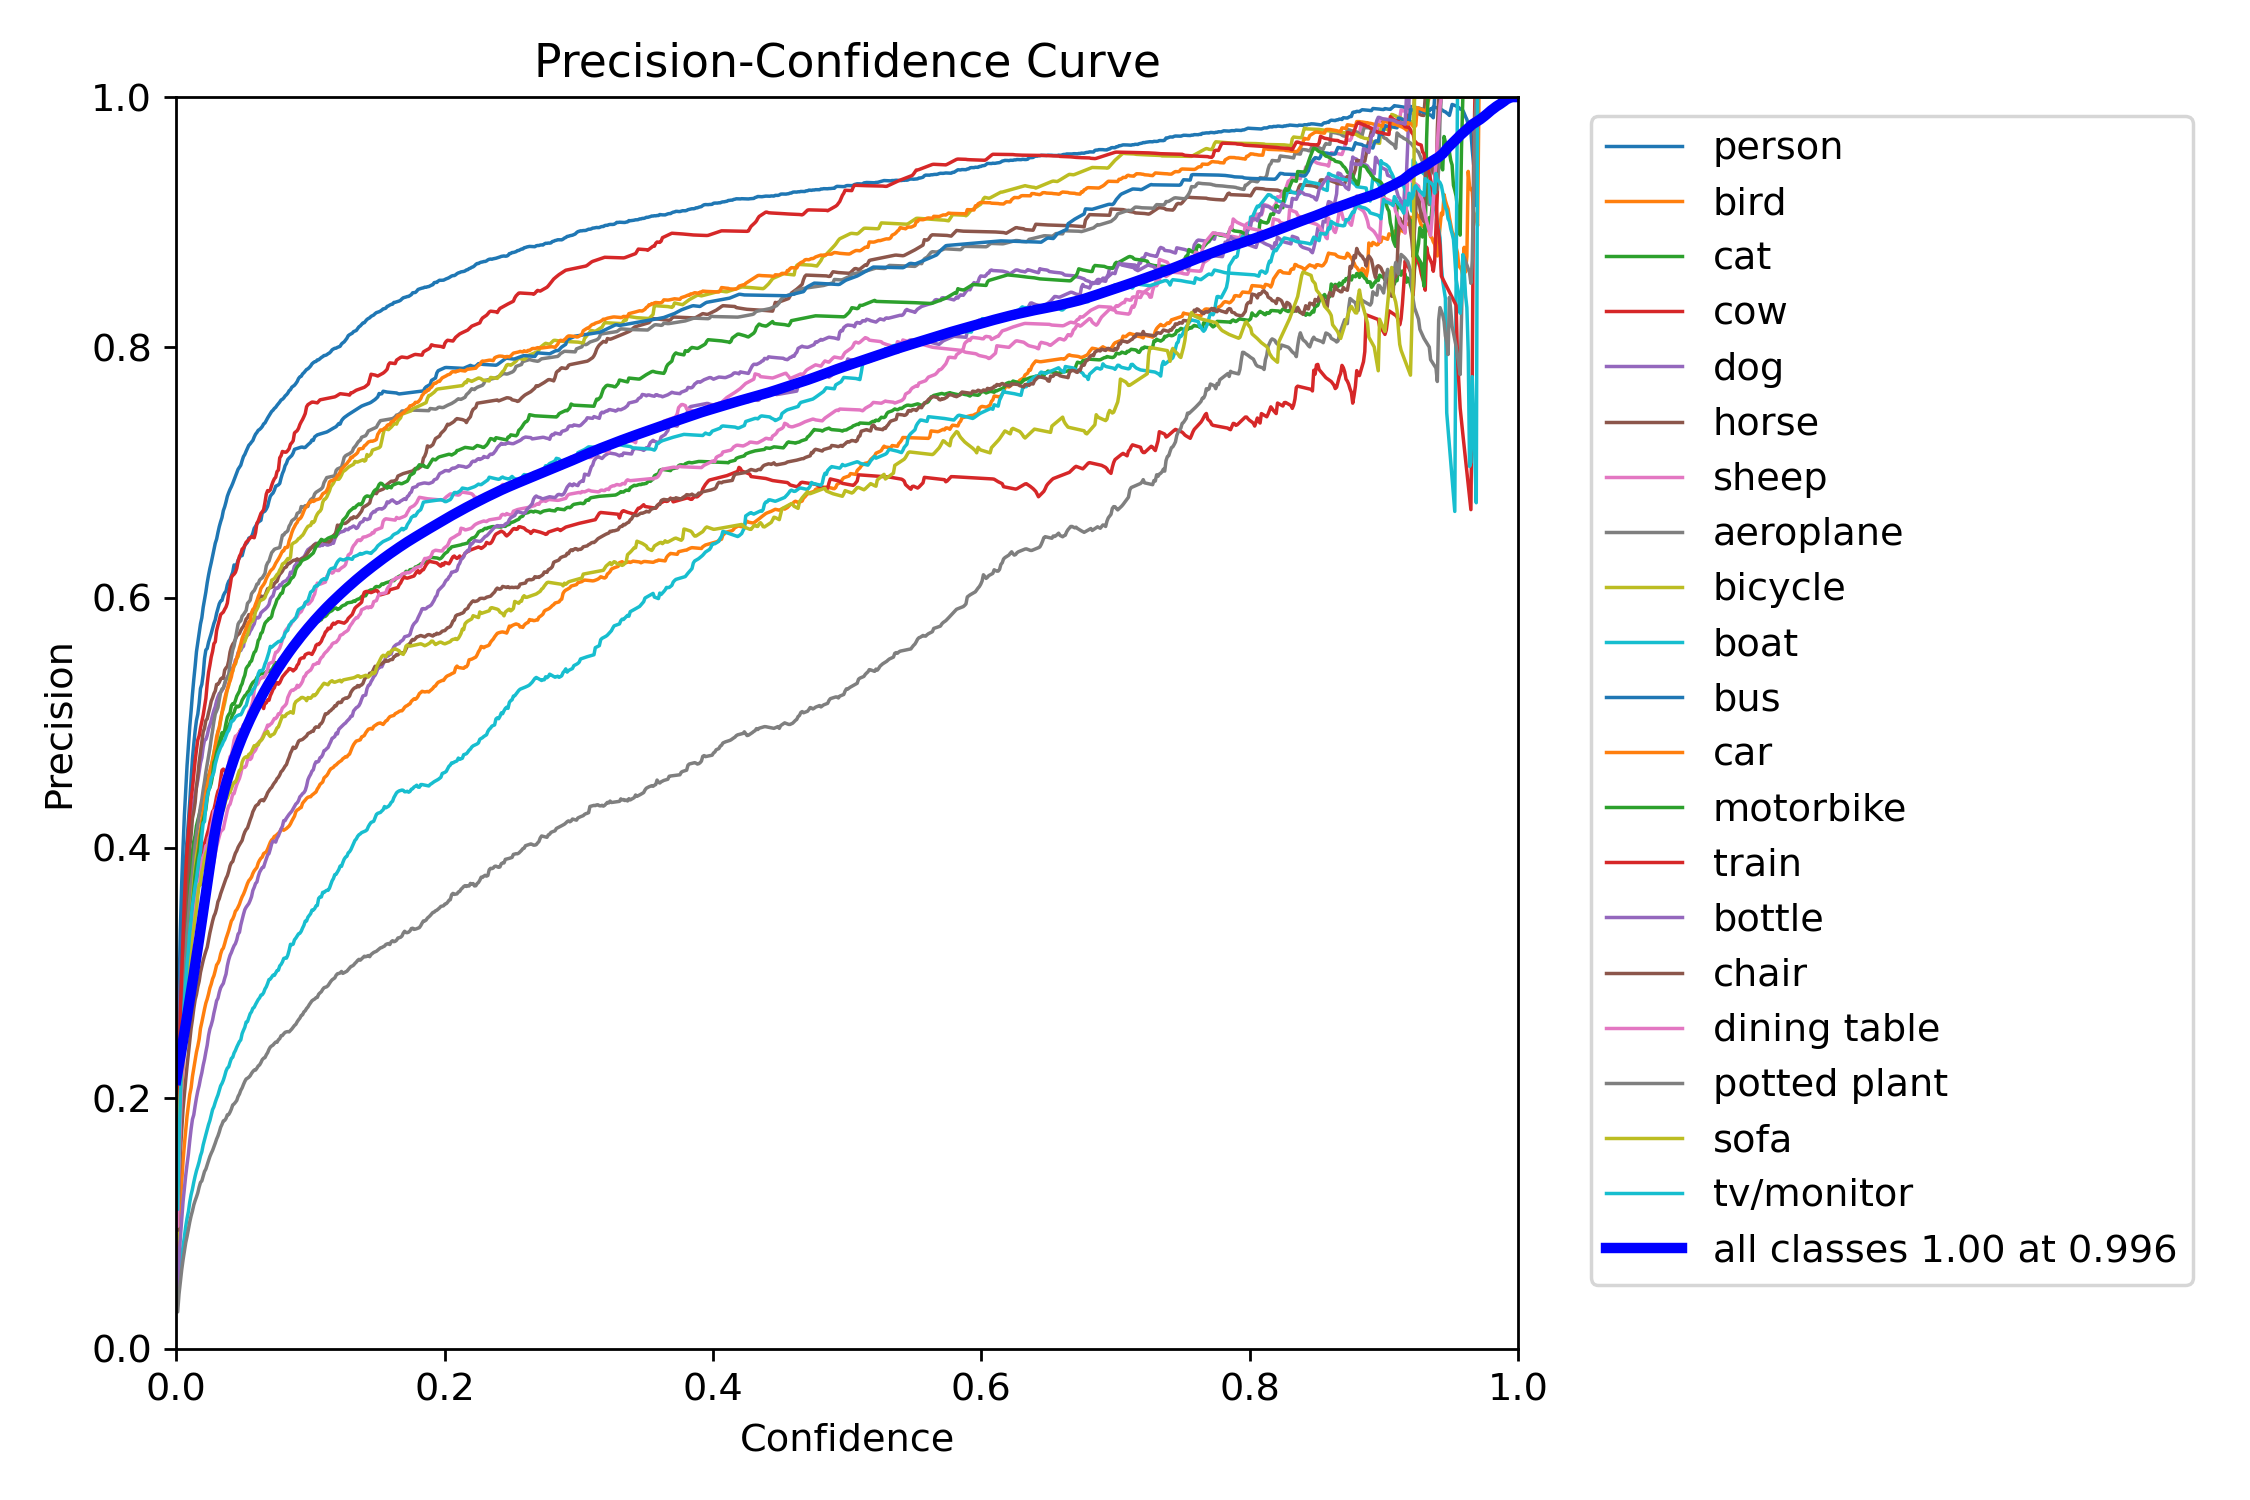 Precision-Confidence Curve
1.0
0.8
0.6
0.4
0.2
0.0
Precision
0.0 0.2 0.4 0.6 0.8 1.0
Confidence
person
bird
cat
cow
dog
horse
sheep
aeroplane
bicycle
boat
bus
car
motorbike
train
bottle
chair
dining table
potted plant
sofa
tv/monitor
all classes 1.00 at 0.996